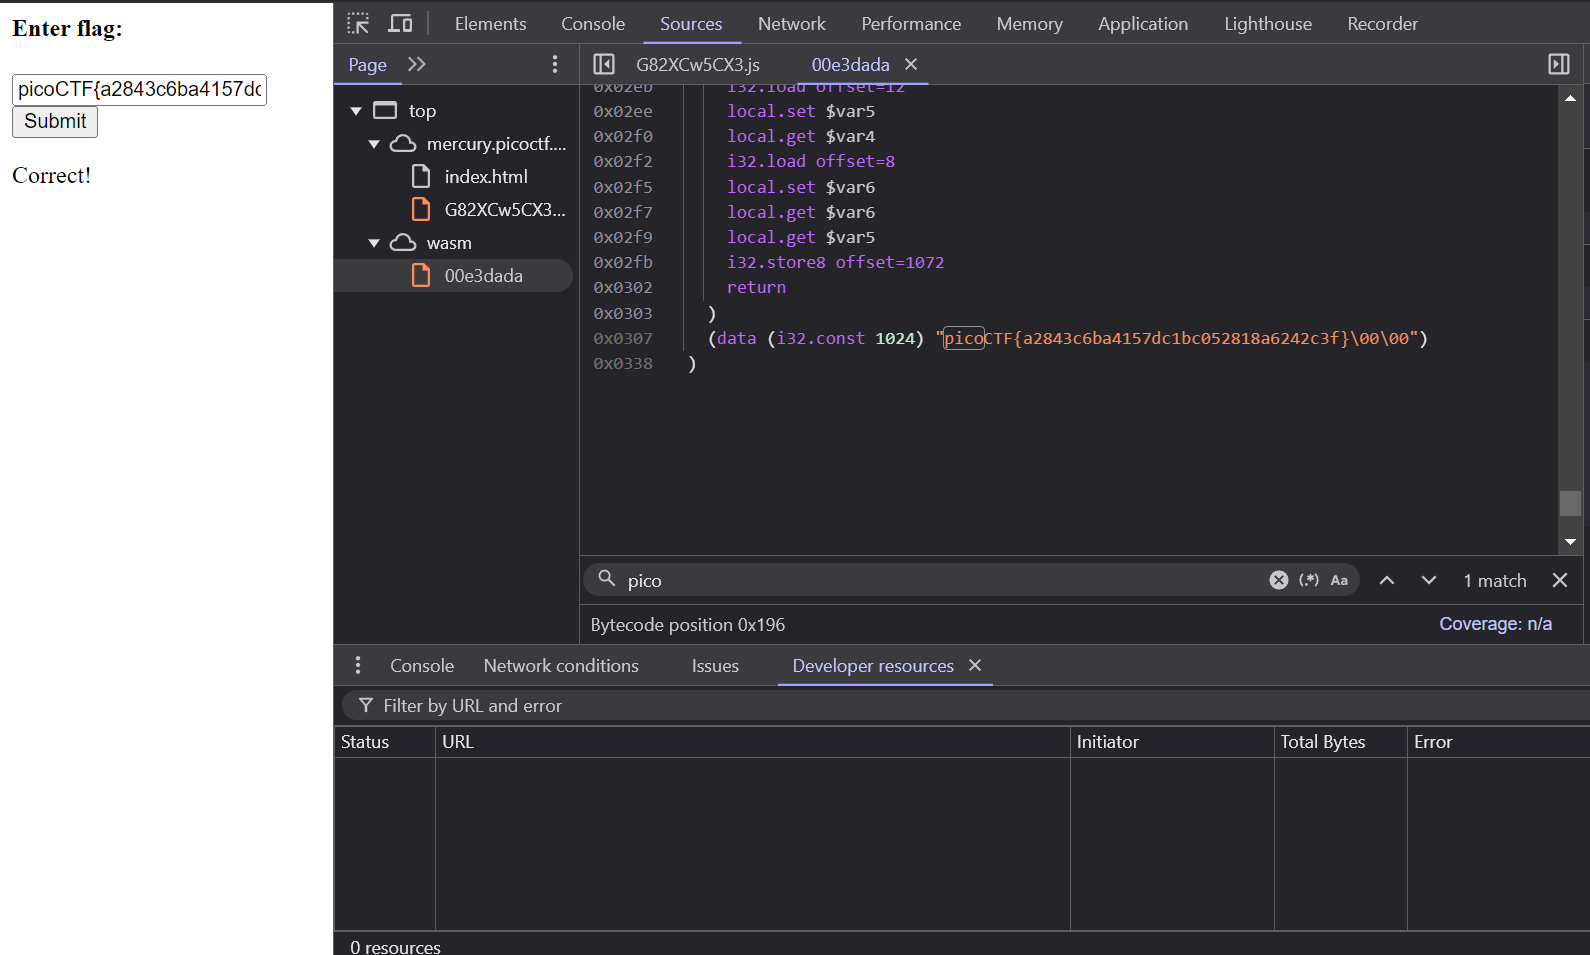 Enter flag:
picoCTF{a2843c6ba4157dc
Submit
Correct!
Elements Console Sources Network Performance Memory Application Lighthouse Recorder
Page
top
mercury.picoctf....
index.html
G82XCw5CX3...
wasm
00e3dada
G82XCw5CX3.js 00e3dada
0x02eb i32.load offset=12
0x02ee local.set $var5
0x02f0 local.get $var4
0x02f2 i32.load offset=8
0x02f5 local.set $var6
0x02f7 local.get $var6
0x02f9 local.get $var5
0x02fb i32.store8 offset=1072
0x0302 return
0x0303 )
0x0307 (data (i32.const 1024) "picoCTF{a2843c6ba4157dc1bc052818a6242c3f}\00\00")
0x0338 )
pico (.*) Aa 1 match
Bytecode position 0x196 Coverage: n/a
Console Network conditions Issues Developer resources
Filter by URL and error
Status URL Initiator Total Bytes Error
0 resources